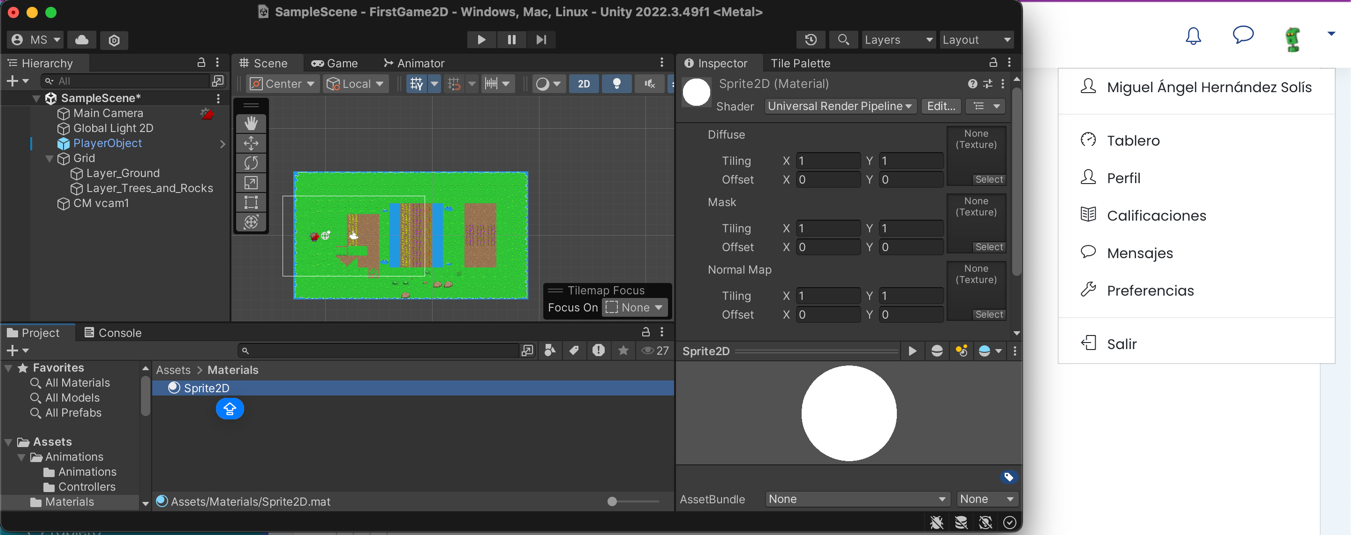 SampleScene - FirstGame2D - Windows, Mac, Linux - Unity 2022.3.49f1 <Metal>
MS
Layers
Layout
Hierarchy
All
SampleScene*
Main Camera
Global Light 2D
PlayerObject
Grid
Layer_Ground
Layer_Trees_and_Rocks
CM vcam1
Scene
Game
Animator
Center
Local
2D
Tilemap Focus
Focus On
None
Inspector
Tile Palette
Sprite2D (Material)
Shader
Universal Render Pipeline
Edit...
Diffuse
None
(Texture)
Tiling X 1 Y 1
Offset X 0 Y 0
Select
Mask
None
(Texture)
Tiling X 1 Y 1
Offset X 0 Y 0
Select
Normal Map
None
(Texture)
Tiling X 1 Y 1
Offset X 0 Y 0
Select
Project
Console
27
Favorites
All Materials
All Models
All Prefabs
Assets
Animations
Animations
Controllers
Materials
Assets > Materials
Sprite2D
Assets/Materials/Sprite2D.mat
Sprite2D
AssetBundle
None
None
Miguel Ángel Hernández Solís
Tablero
Perfil
Calificaciones
Mensajes
Preferencias
Salir